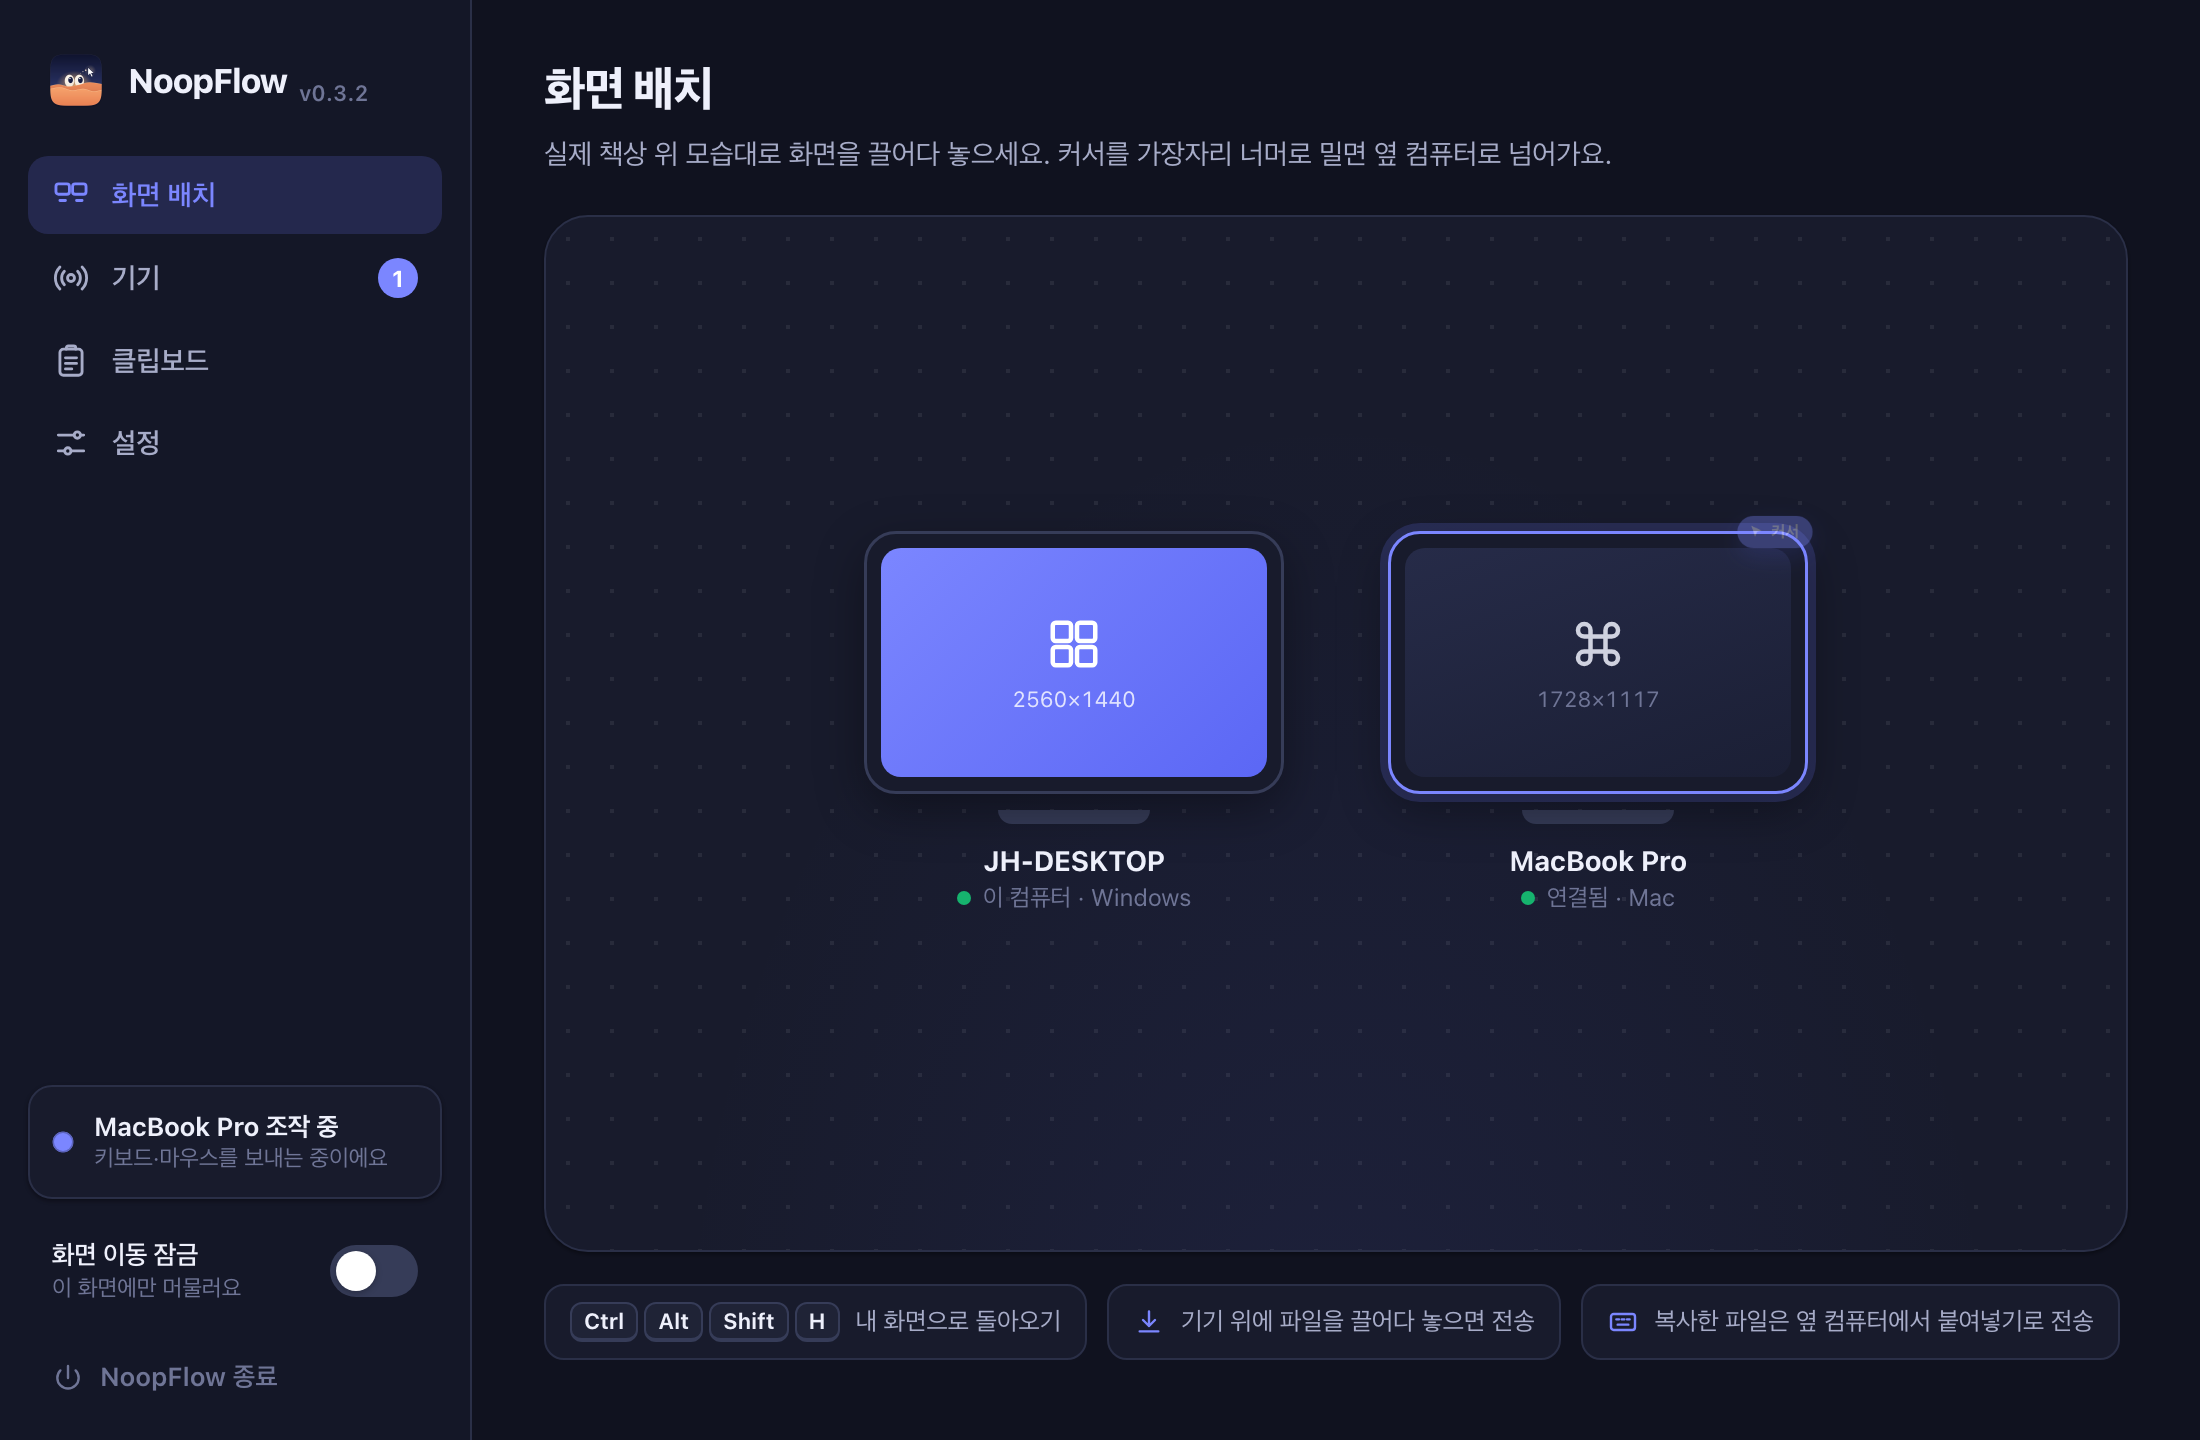 NoopFlow v0.3.2
화면 배치
기기 1
클립보드
설정
MacBook Pro 조작 중
키보드·마우스를 보내는 중이에요
화면 이동 잠금
이 화면에만 머물러요
NoopFlow 종료
화면 배치
실제 책상 위 모습대로 화면을 끌어다 놓으세요. 커서를 가장자리 너머로 밀면 옆 컴퓨터로 넘어가요.
커서
2560×1440
1728×1117
JH-DESKTOP
이 컴퓨터 · Windows
MacBook Pro
연결됨 · Mac
Ctrl Alt Shift H 내 화면으로 돌아오기
기기 위에 파일을 끌어다 놓으면 전송
복사한 파일은 옆 컴퓨터에서 붙여넣기로 전송